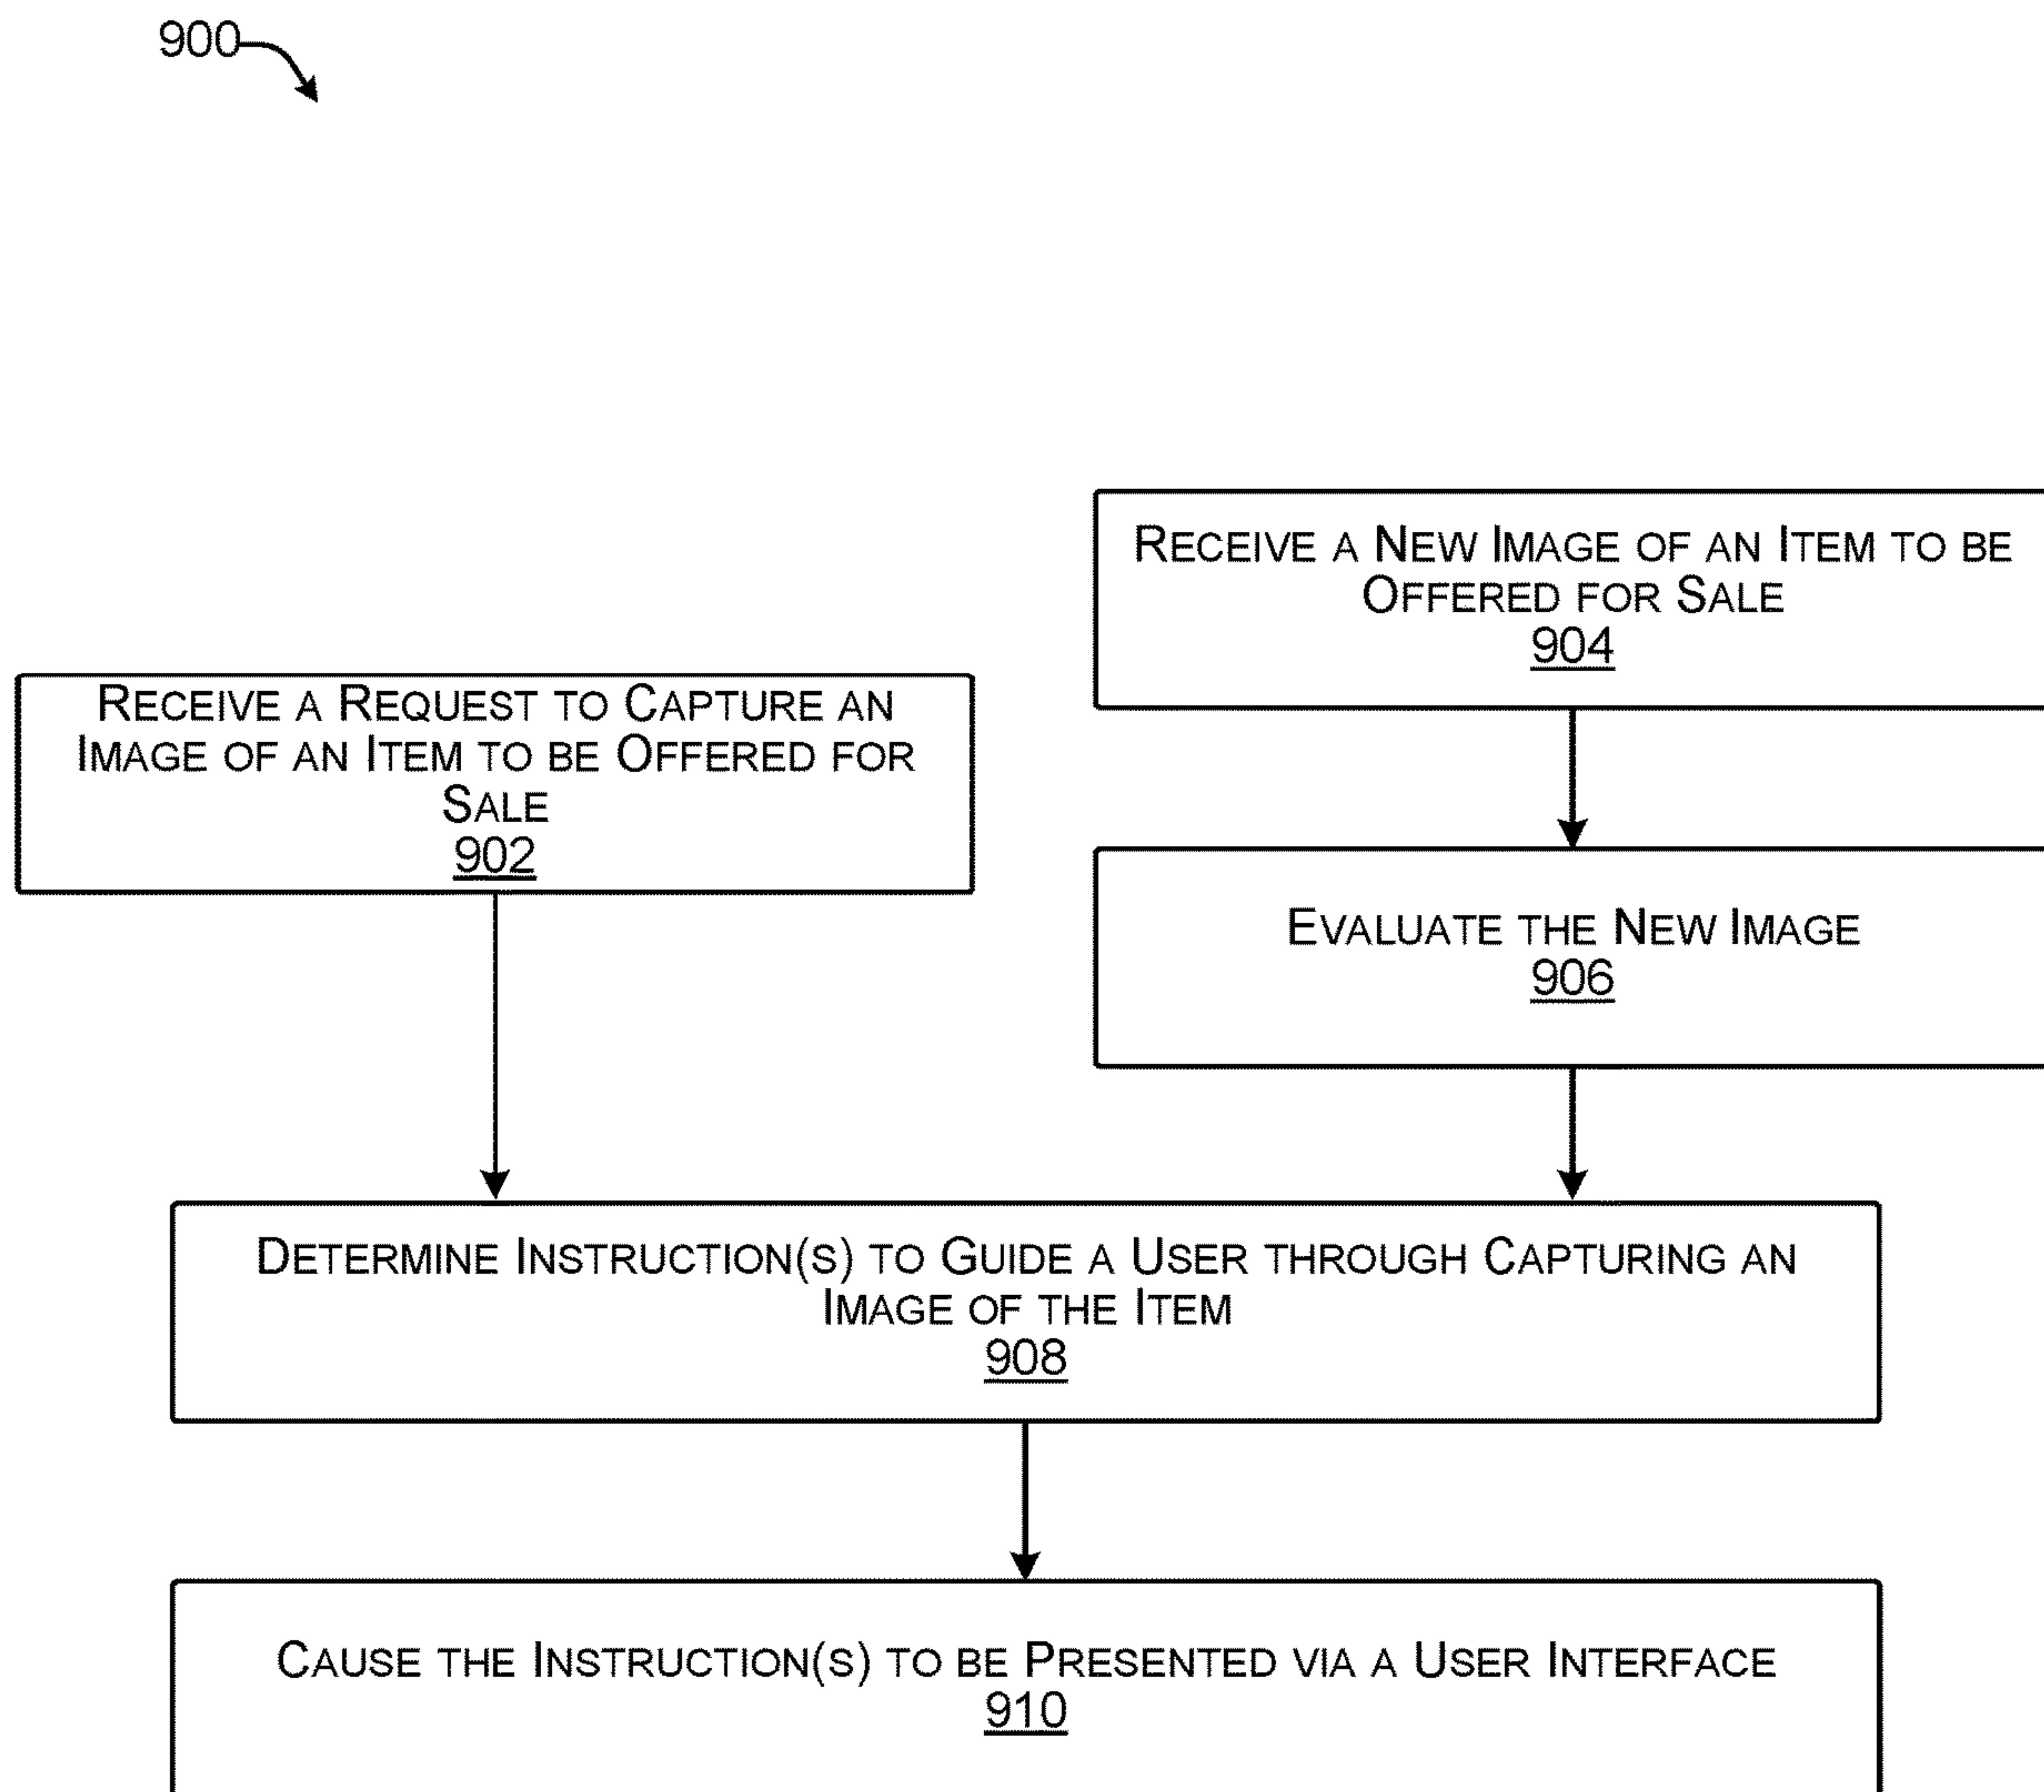 900
Receive a New Image of an Item to be
Offered for Sale
904
Receive a Request to Capture an
Image of an Item to be Offered for
Sale
902
Evaluate the New Image
906
Determine Instruction(s) to Guide a User through Capturing an
Image of the Item
908
Cause the Instruction(s) to be Presented via a User Interface
910